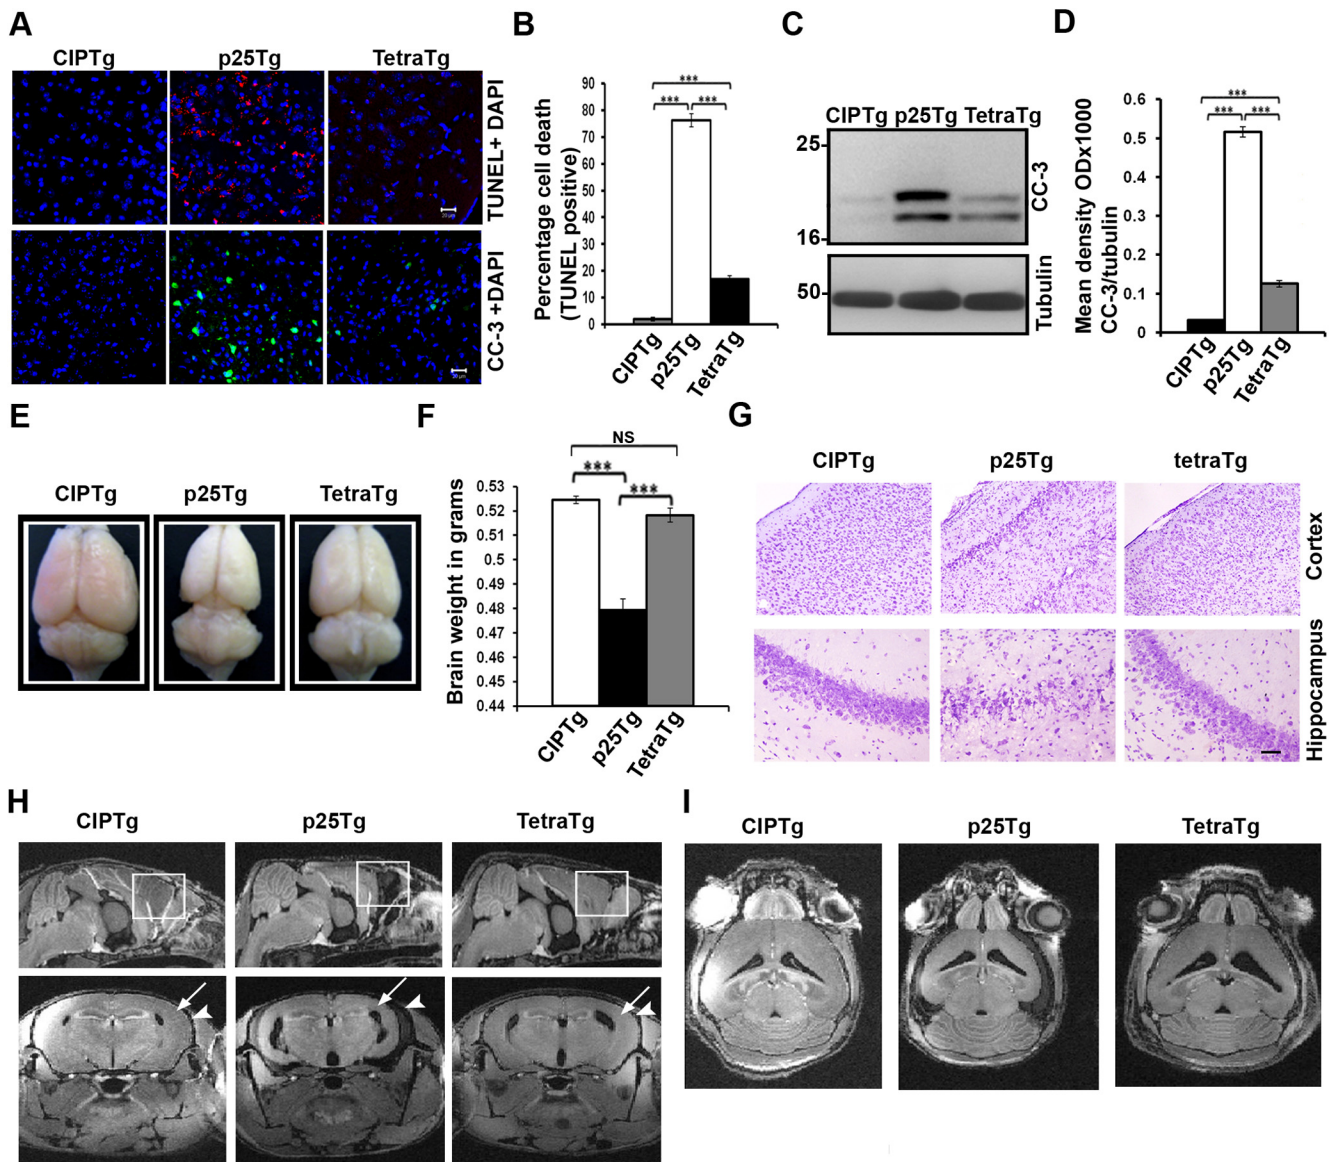 A
CIPTg
p25Tg
TetraTg
TUNEL+ DAPI
20 µm
CC-3 +DAPI
20 µm
B
Percentage cell death
(TUNEL positive)
90
80
70
60
50
40
30
20
10
0
***
*** ***
CIPTg
p25Tg
TetraTg
C
CIPTg p25Tg TetraTg
25
16
CC-3
50
Tubulin
D
Mean density ODx1000
CC-3/tubulin
0.6
0.5
0.4
0.3
0.2
0.1
0
***
*** ***
CIPTg
p25Tg
TetraTg
E
CIPTg
p25Tg
TetraTg
F
Brain weight in grams
0.53
0.52
0.51
0.5
0.49
0.48
0.47
0.46
0.45
0.44
NS
***
***
CIPTg
p25Tg
TetraTg
G
CIPTg
p25Tg
tetraTg
Cortex
Hippocampus
H
CIPTg
p25Tg
TetraTg
I
CIPTg
p25Tg
TetraTg